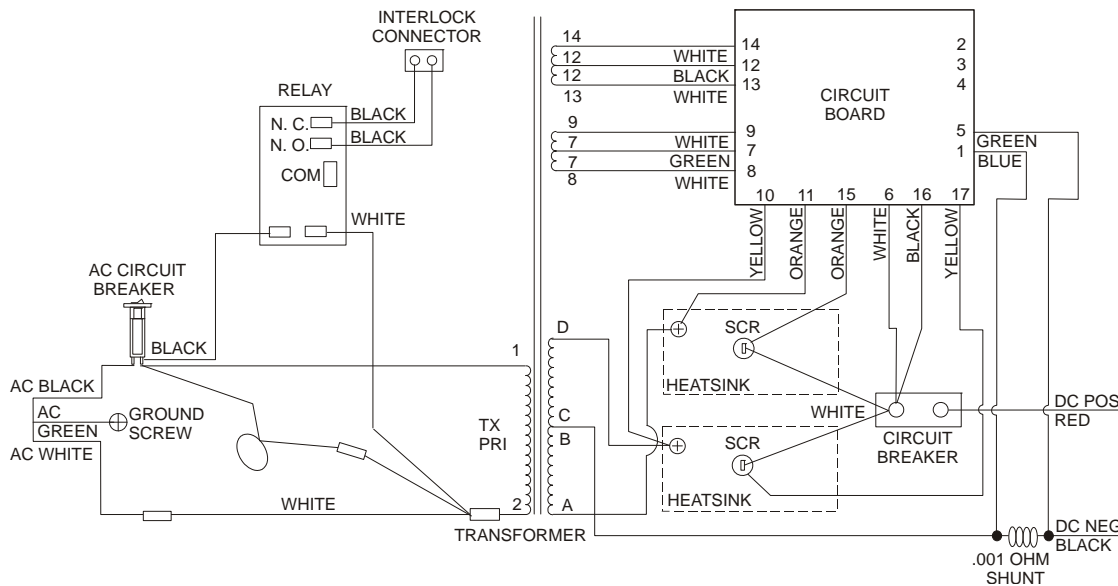 INTERLOCK
CONNECTOR
RELAY
N. C.
BLACK
N. O.
BLACK
COM
WHITE
AC CIRCUIT
BREAKER
BLACK
AC BLACK
AC
GREEN
AC WHITE
GROUND
SCREW
WHITE
TRANSFORMER
1
TX
PRI
2
14
12
WHITE
12
BLACK
13
WHITE
9
7
WHITE
7
GREEN
8
WHITE
14
12
13
9
7
8
CIRCUIT
BOARD
2
3
4
5
1
GREEN
BLUE
10
11
15
6
16
17
YELLOW
ORANGE
ORANGE
WHITE
BLACK
YELLOW
D
C
B
A
SCR
HEATSINK
SCR
HEATSINK
WHITE
CIRCUIT
BREAKER
DC POS
RED
DC NEG
BLACK
.001 OHM
SHUNT